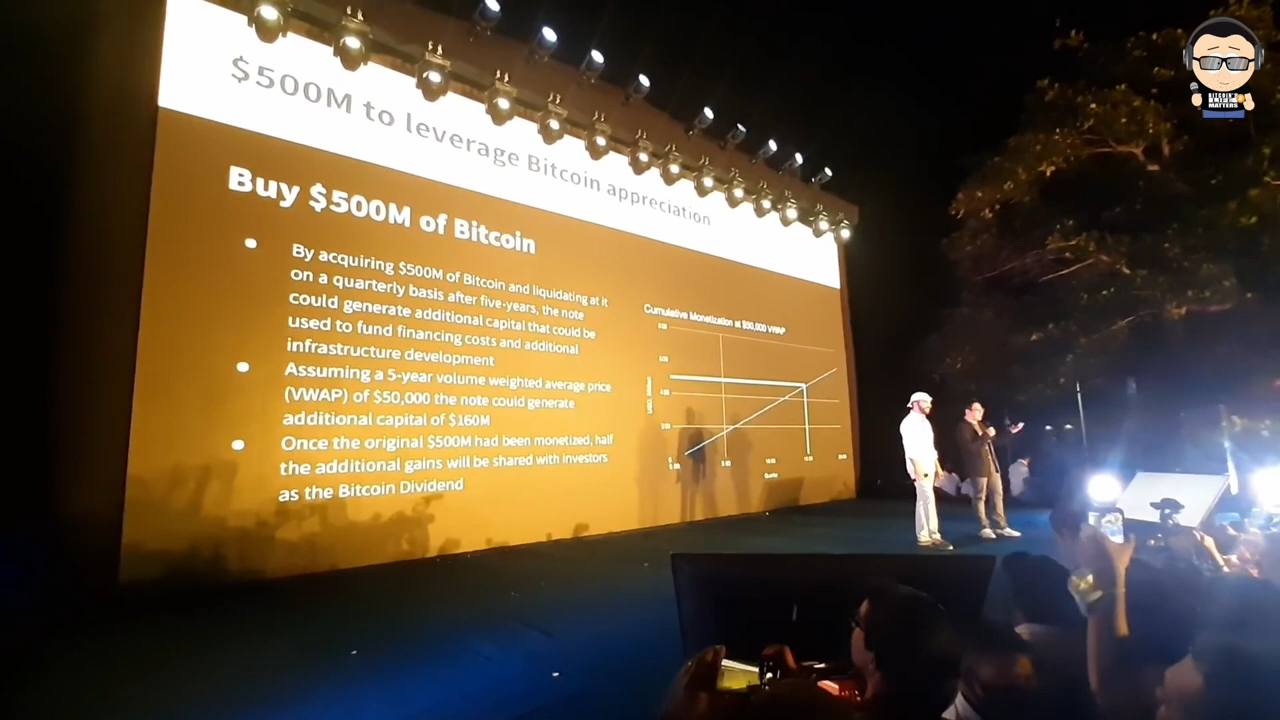 $500M to leverage Bitcoin appreciation
Buy $500M of Bitcoin
By acquiring $500M of Bitcoin and liquidating at it
on a quarterly basis after five-years, the note
could generate additional capital that could be
used to fund financing costs and additional
infrastructure development
Assuming a 5-year volume weighted average price
(VWAP) of $50,000 the note could generate
additional capital of $160M
Once the original $500M had been monetized, half
the additional gains will be shared with investors
as the Bitcoin Dividend
Cumulative Monetization at $50,000 VWAP
Quarter
BITCOIN'S
LIFE
MATTERS